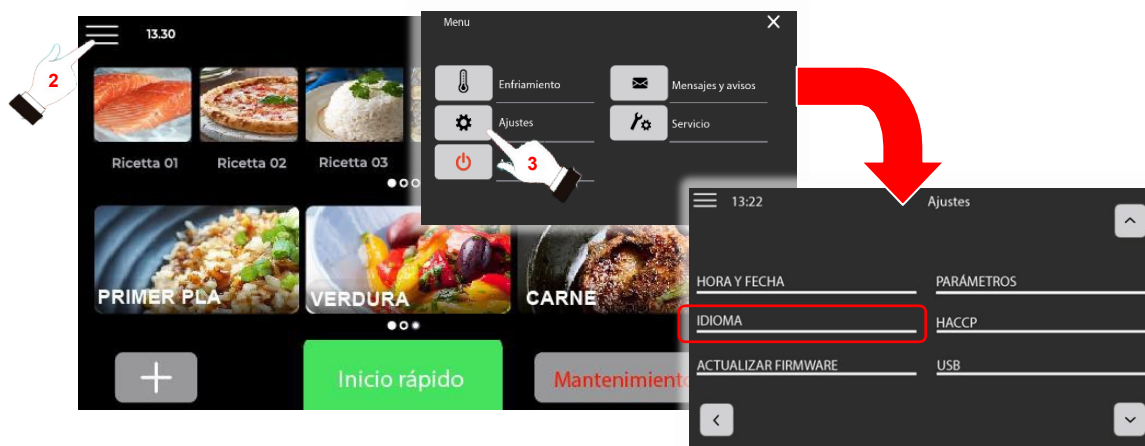 2
13.30
Ricetta 01
Ricetta 02
Ricetta 03
PRIMER PLA
VERDURA
CARNE
Inicio rápido
Mantenimiento
Menu
Enfriamiento
Mensajes y avisos
Ajustes
Servicio
3
13:22
Ajustes
HORA Y FECHA
PARÁMETROS
IDIOMA
HACCP
ACTUALIZAR FIRMWARE
USB